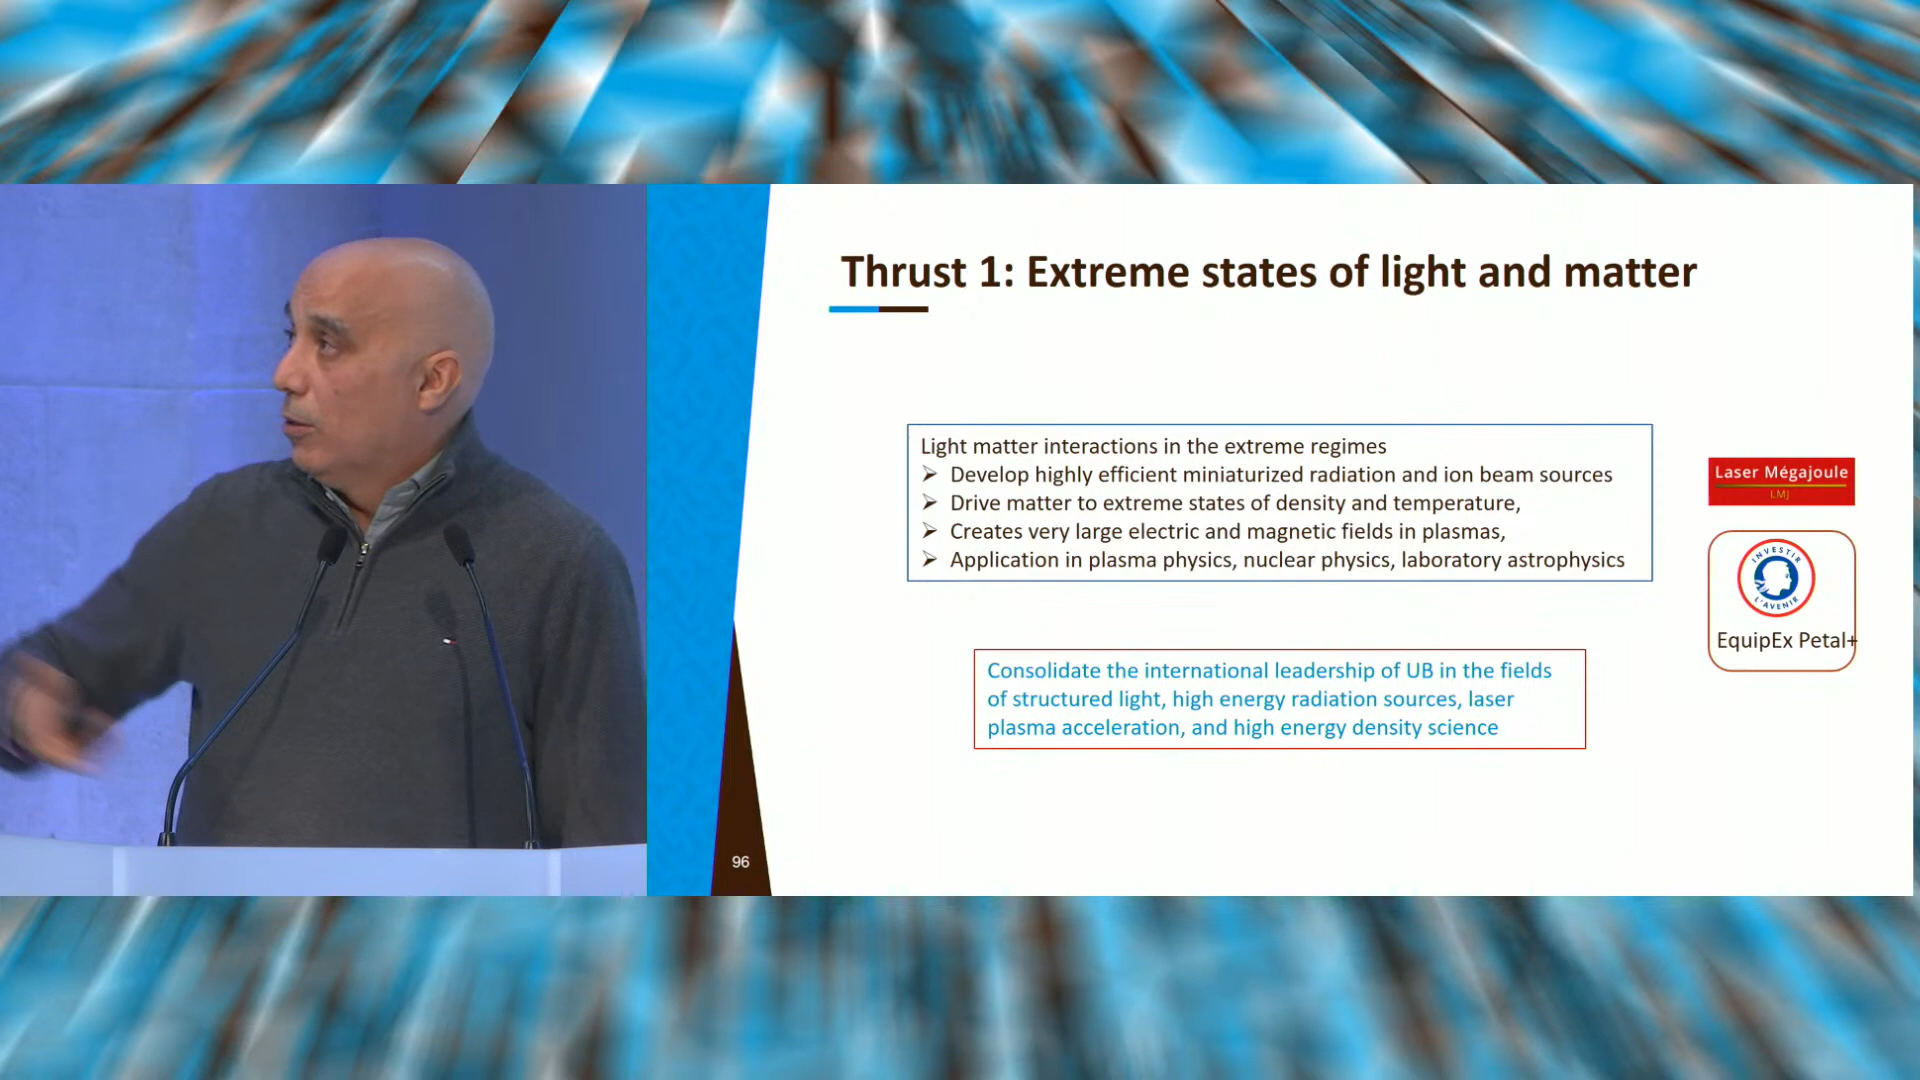 Thrust 1: Extreme states of light and matter
Light matter interactions in the extreme regimes
Develop highly efficient miniaturized radiation and ion beam sources
Drive matter to extreme states of density and temperature,
Creates very large electric and magnetic fields in plasmas,
Application in plasma physics, nuclear physics, laboratory astrophysics
Laser Mégajoule
LMJ
INVESTIR
L'AVENIR
EquipEx Petal+
Consolidate the international leadership of UB in the fields
of structured light, high energy radiation sources, laser
plasma acceleration, and high energy density science
96